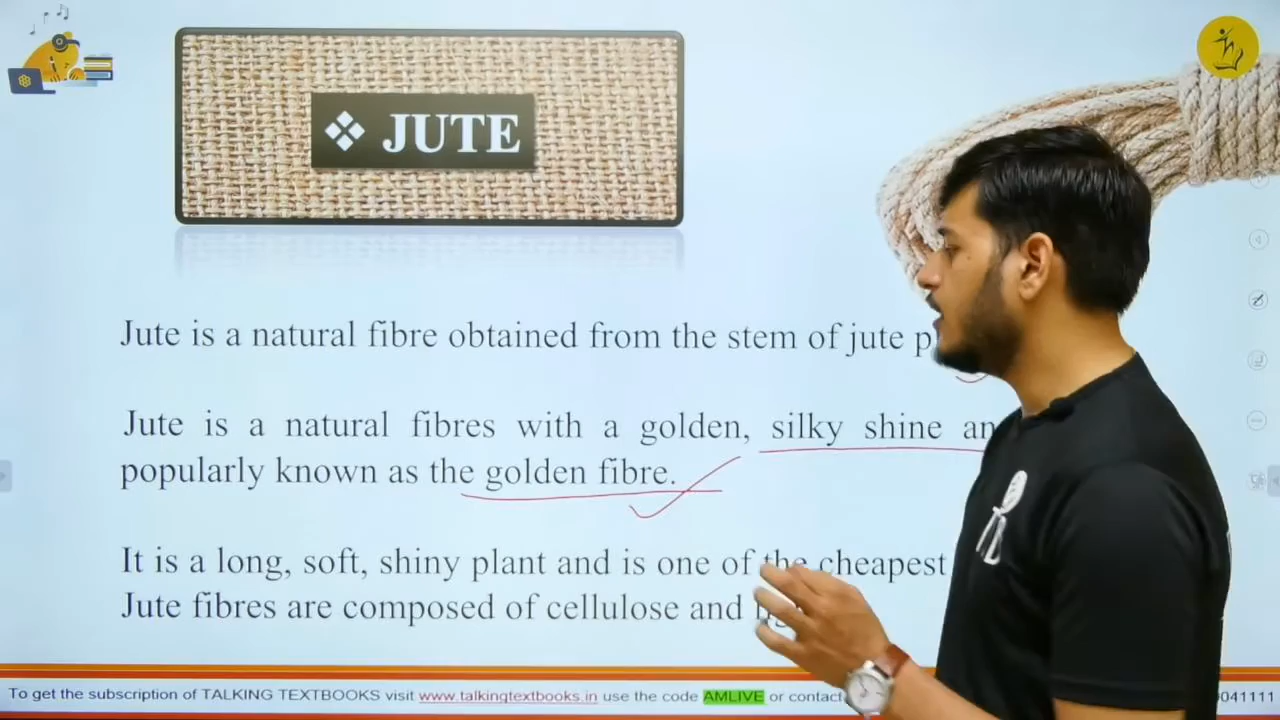 ❖ JUTE
Jute is a natural fibre obtained from the stem of jute
Jute is a natural fibres with a golden, silky shine
popularly known as the golden fibre.
It is a long, soft, shiny plant and is one of the cheapest
Jute fibres are composed of cellulose and
To get the subscription of TALKING TEXTBOOKS visit www.talkingtextbooks.in use the code AMLIVE or contact 041111